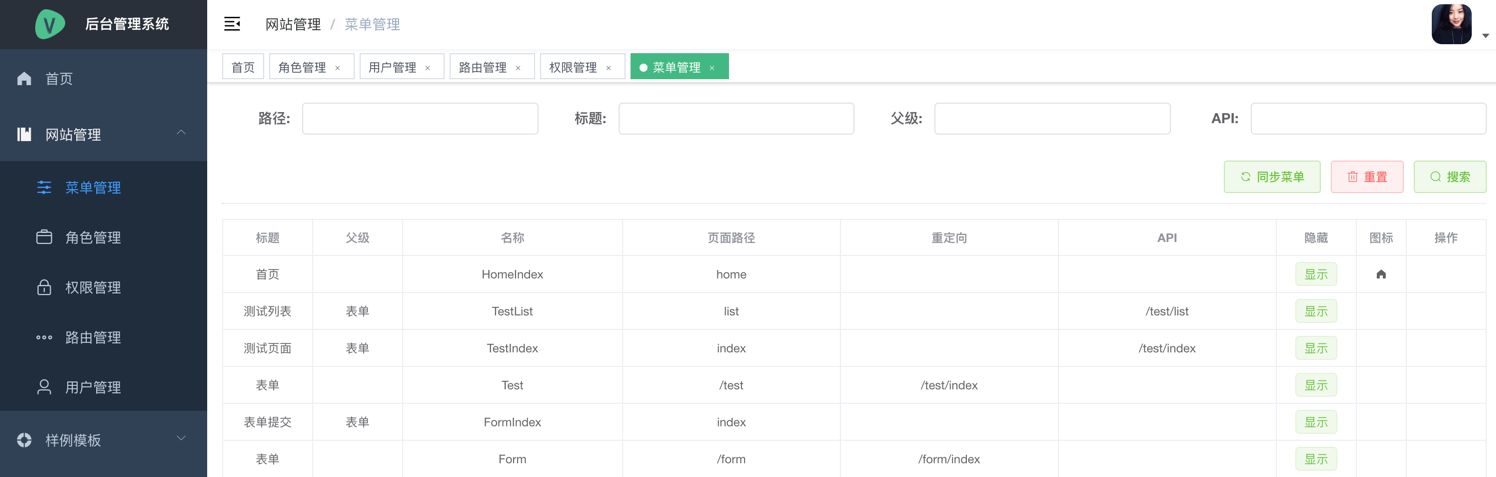 V 后台管理系统
网站管理 / 菜单管理
首页
网站管理
菜单管理
角色管理
权限管理
路由管理
用户管理
样例模板
首页 角色管理 × 用户管理 × 路由管理 × 权限管理 × 菜单管理 ×
路径: 标题: 父级: API:
同步菜单 重置 搜索
标题 父级 名称 页面路径 重定向 API 隐藏 图标 操作
首页 HomeIndex home 显示
测试列表 表单 TestList list /test/list 显示
测试页面 表单 TestIndex index /test/index 显示
表单 Test /test /test/index 显示
表单提交 表单 FormIndex index 显示
表单 Form /form /form/index 显示